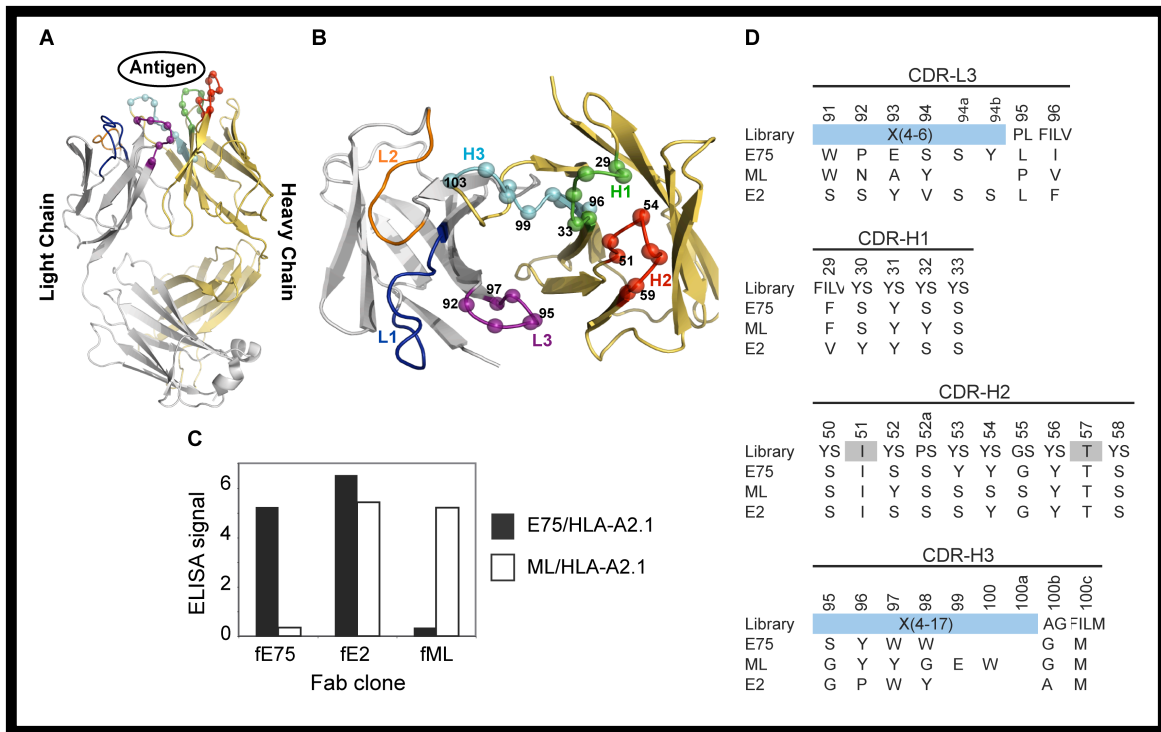 A
Antigen
Light Chain
Heavy Chain
B
L2
H3
103
29
H1
96
54
99
33
51
H2
59
97
92
95
L3
L1
C
ELISA signal
6
4
2
0
fE75 fE2 fML
Fab clone
E75/HLA-A2.1
ML/HLA-A2.1
D
CDR-L3
91 92 93 94 94a 94b 95 96
Library X(4-6) PL FILV
E75 W P E S S Y L I
ML W N A Y P V
E2 S S Y V S S L F
CDR-H1
29 30 31 32 33
Library FILV YS YS YS YS
E75 F S Y S S
ML F S Y Y S
E2 V Y Y S S
CDR-H2
50 51 52 52a 53 54 55 56 57 58
Library YS I YS PS YS YS GS YS T YS
E75 S I S S Y Y G Y T S
ML S I Y S S S S Y T S
E2 S I S S S Y G Y T S
CDR-H3
95 96 97 98 99 100 100a 100b 100c
Library X(4-17) AG FILM
E75 S Y W W G M
ML G Y Y G E W G M
E2 G P W Y A M